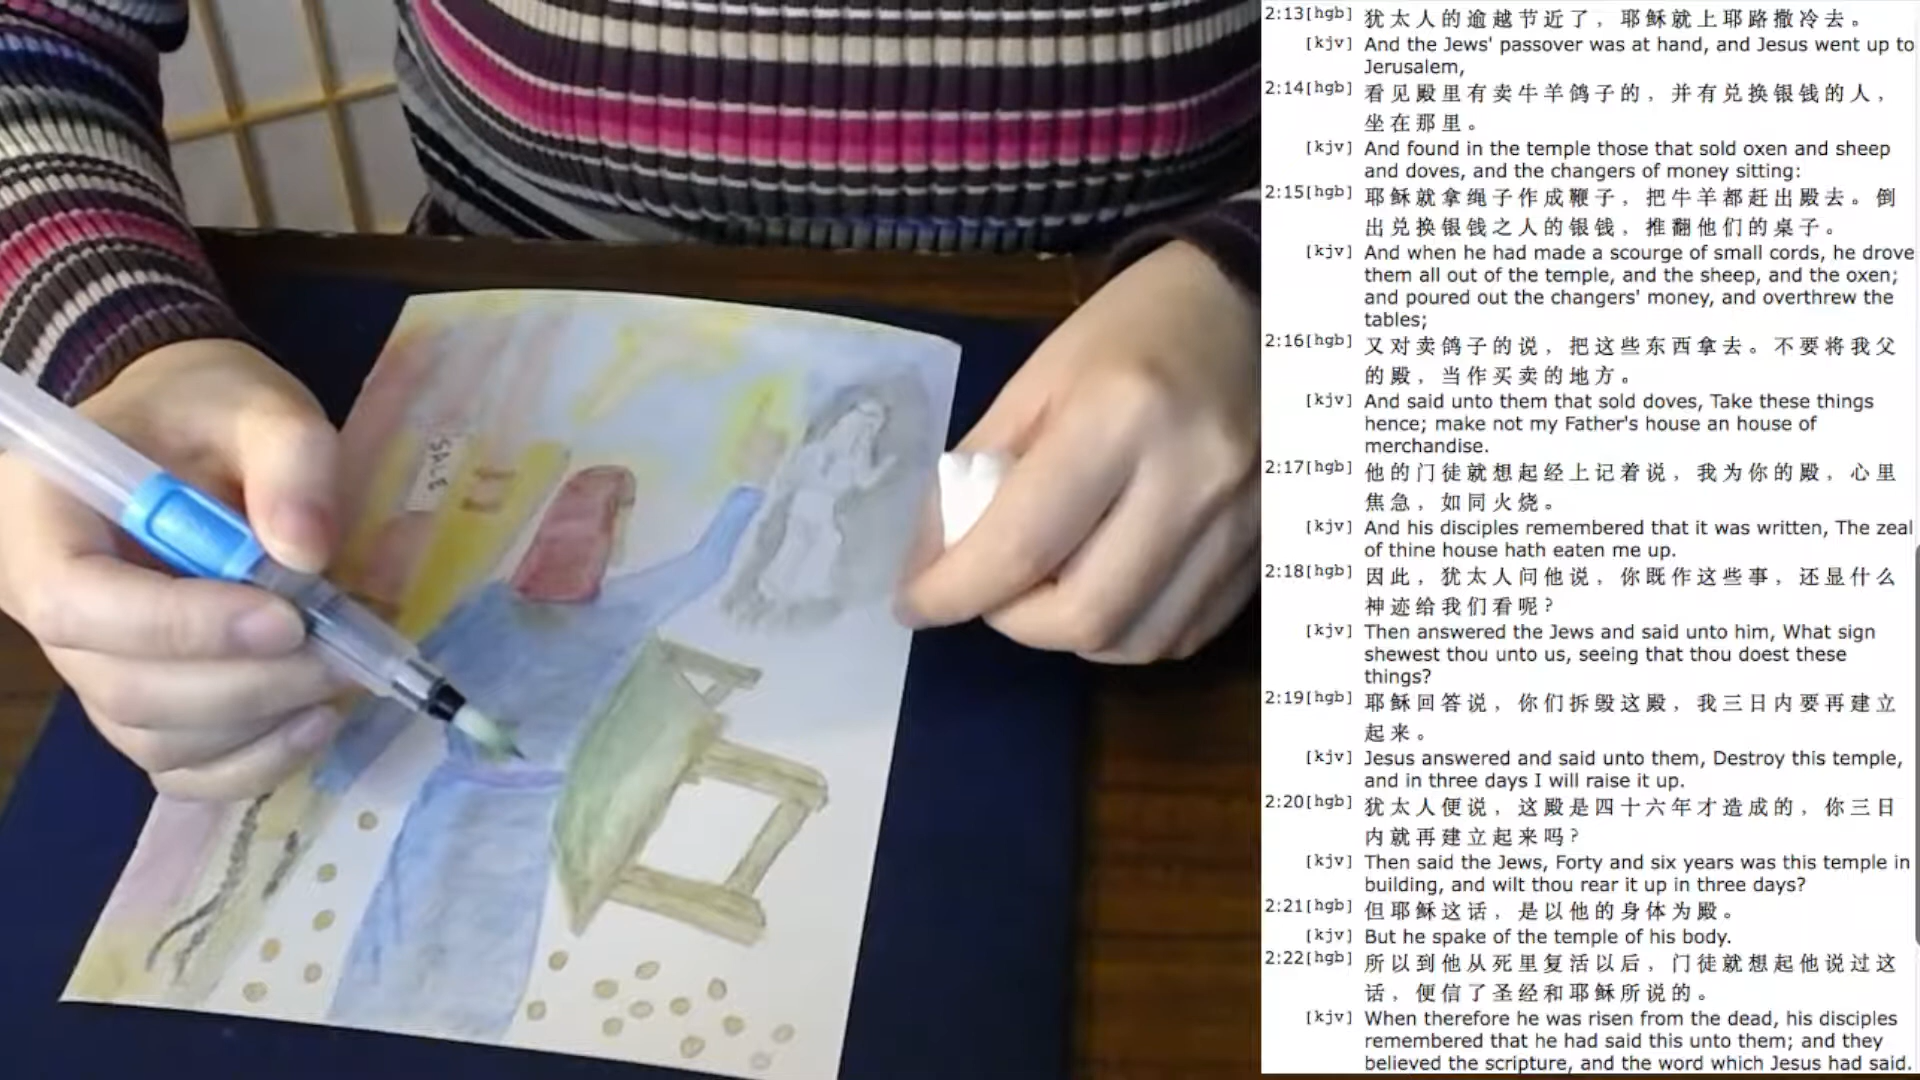 SALE
2:13[hgb] 犹太人的逾越节近了，耶稣就上耶路撒冷去。
[kjv] And the Jews' passover was at hand, and Jesus went up to
Jerusalem,
2:14[hgb] 看见殿里有卖牛羊鸽子的，并有兑换银钱的人，
坐在那里。
[kjv] And found in the temple those that sold oxen and sheep
and doves, and the changers of money sitting:
2:15[hgb] 耶稣就拿绳子作成鞭子，把牛羊都赶出殿去。倒
出兑换银钱之人的银钱，推翻他们的桌子。
[kjv] And when he had made a scourge of small cords, he drove
them all out of the temple, and the sheep, and the oxen;
and poured out the changers' money, and overthrew the
tables;
2:16[hgb] 又对卖鸽子的说，把这些东西拿去。不要将我父
的殿，当作买卖的地方。
[kjv] And said unto them that sold doves, Take these things
hence; make not my Father's house an house of
merchandise.
2:17[hgb] 他的门徒就想起经上记着说，我为你的殿，心里
焦急，如同火烧。
[kjv] And his disciples remembered that it was written, The zeal
of thine house hath eaten me up.
2:18[hgb] 因此，犹太人问他说，你既作这些事，还显什么
神迹给我们看呢?
[kjv] Then answered the Jews and said unto him, What sign
shewest thou unto us, seeing that thou doest these
things?
2:19[hgb] 耶稣回答说，你们拆毁这殿，我三日内要再建立
起来。
[kjv] Jesus answered and said unto them, Destroy this temple,
and in three days I will raise it up.
2:20[hgb] 犹太人便说，这殿是四十六年才造成的，你三日
内就再建立起来吗?
[kjv] Then said the Jews, Forty and six years was this temple in
building, and wilt thou rear it up in three days?
2:21[hgb] 但耶稣这话，是以他的身体为殿。
[kjv] But he spake of the temple of his body.
2:22[hgb] 所以到他从死里复活以后，门徒就想起他说过这
话，便信了圣经和耶稣所说的。
[kjv] When therefore he was risen from the dead, his disciples
remembered that he had said this unto them; and they
believed the scripture, and the word which Jesus had said.